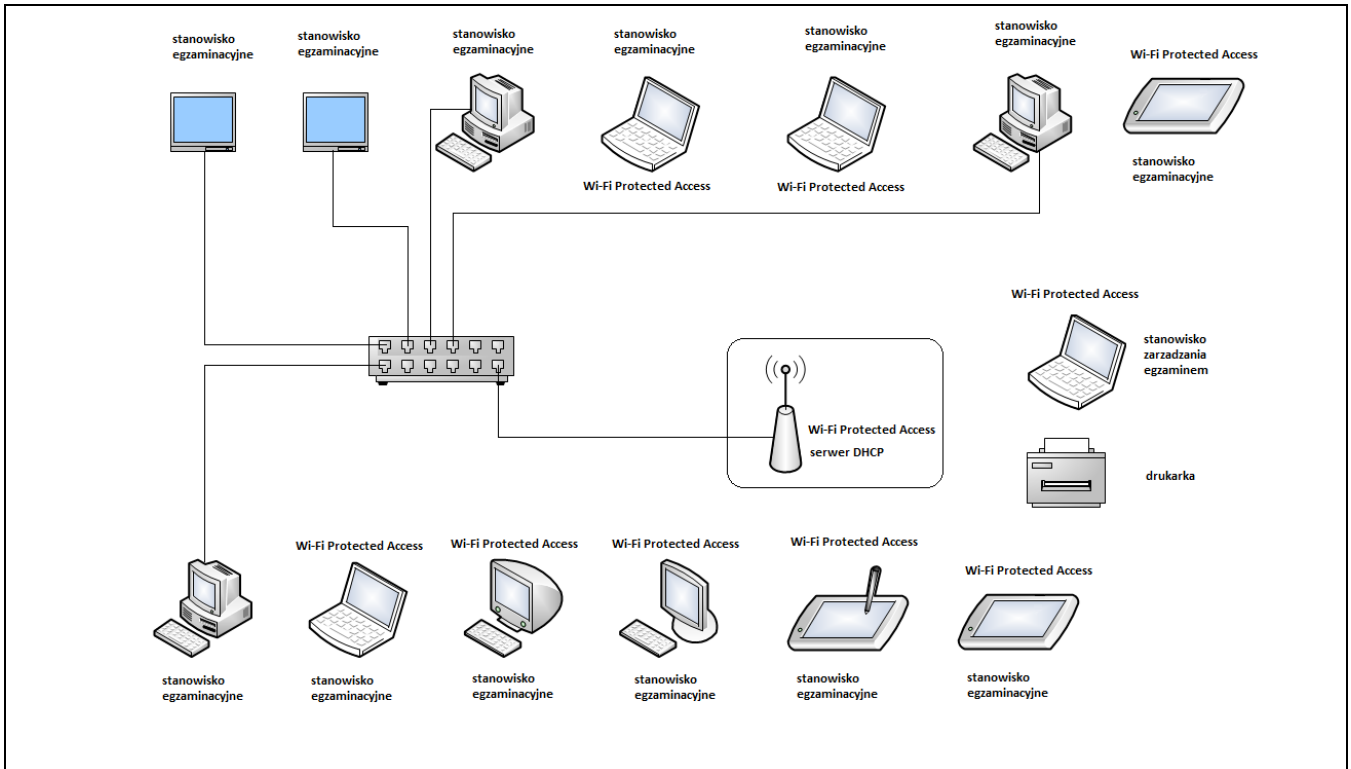 stanowisko
egzaminacyjne
stanowisko
egzaminacyjne
stanowisko
egzaminacyjne
stanowisko
egzaminacyjne
stanowisko
egzaminacyjne
stanowisko
egzaminacyjne
Wi-Fi Protected Access
stanowisko
egzaminacyjne
Wi-Fi Protected Access
Wi-Fi Protected Access
Wi-Fi Protected Access
stanowisko
zarzadzania
egzaminem
Wi-Fi Protected Access
serwer DHCP
drukarka
Wi-Fi Protected Access
Wi-Fi Protected Access
Wi-Fi Protected Access
Wi-Fi Protected Access
Wi-Fi Protected Access
stanowisko
egzaminacyjne
stanowisko
egzaminacyjne
stanowisko
egzaminacyjne
stanowisko
egzaminacyjne
stanowisko
egzaminacyjne
stanowisko
egzaminacyjne